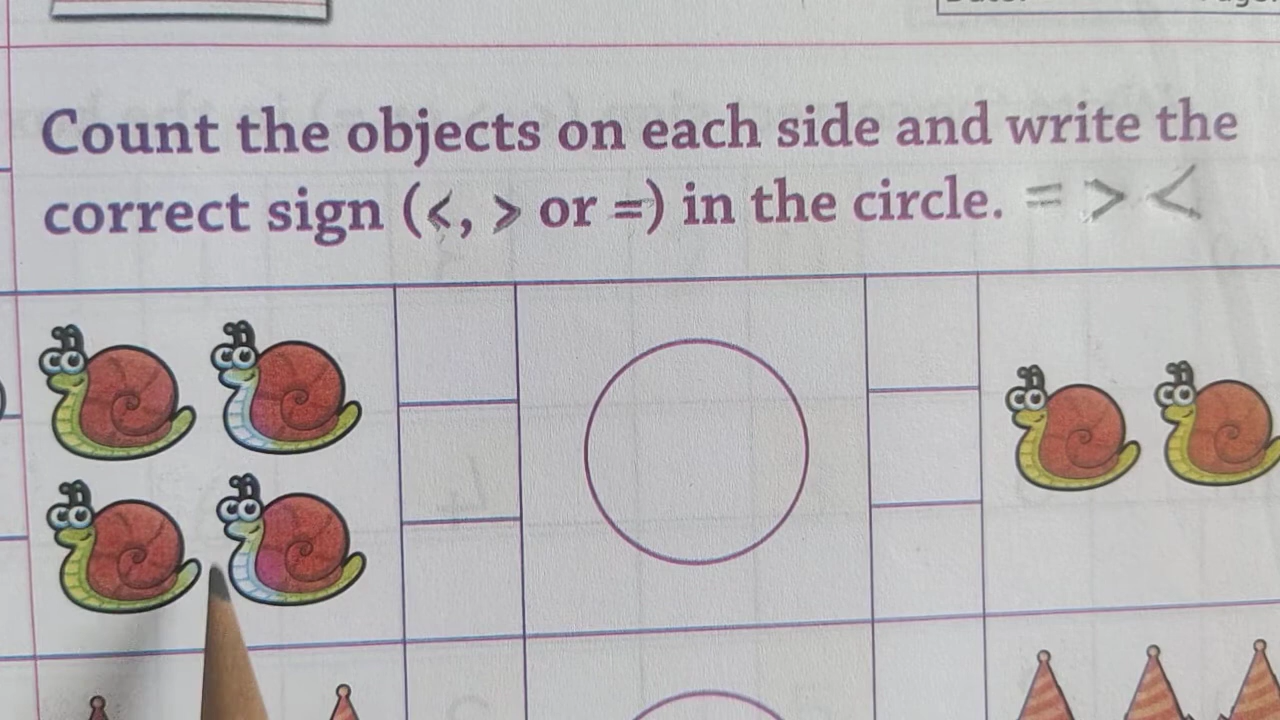 Count the objects on each side and write the
correct sign (<, > or =) in the circle. = > <